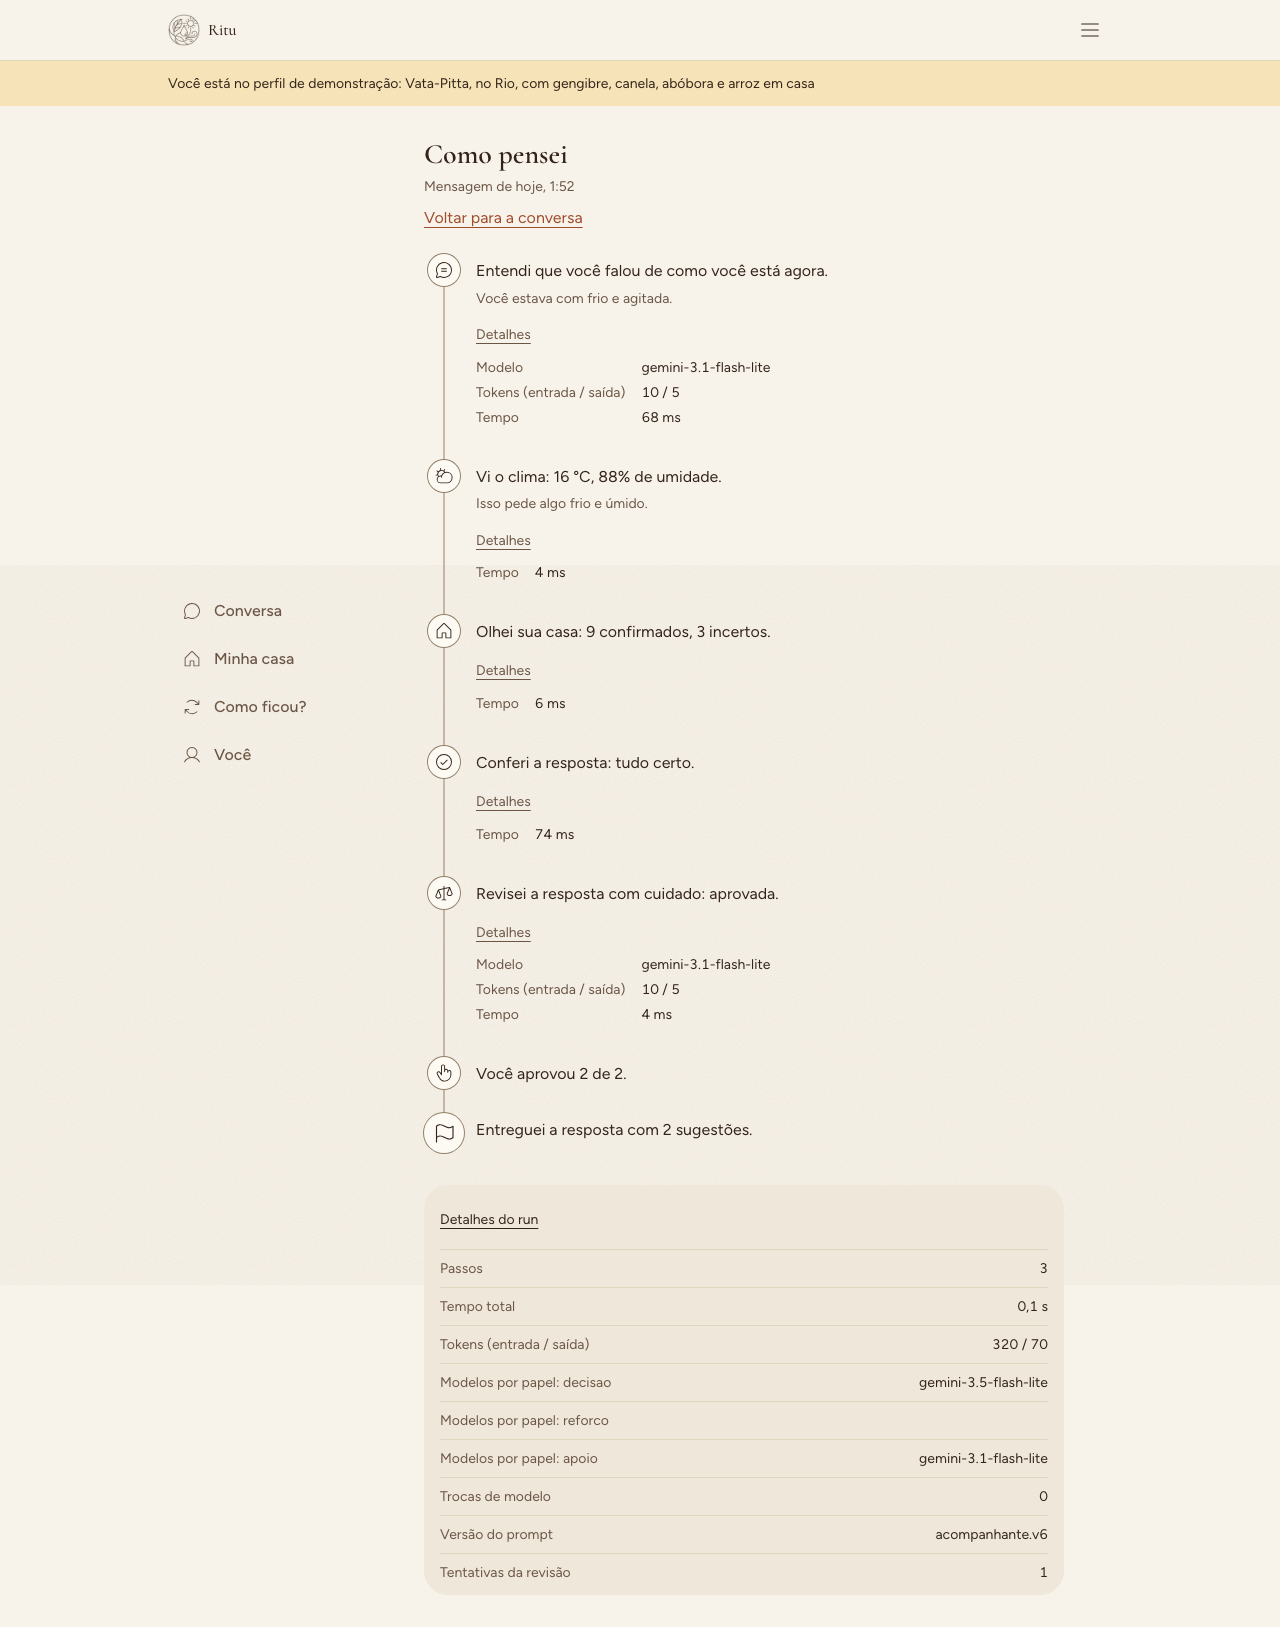 Ritu
Você está no perfil de demonstração: Vata-Pitta, no Rio, com gengibre, canela, abóbora e arroz em casa
Como pensei
Mensagem de hoje, 1:52
Voltar para a conversa
Entendi que você falou de como você está agora.
Você estava com frio e agitada.
Detalhes
Modelo gemini-3.1-flash-lite
Tokens (entrada / saída) 10 / 5
Tempo 68 ms
Vi o clima: 16 °C, 88% de umidade.
Isso pede algo frio e úmido.
Detalhes
Tempo 4 ms
Conversa
Minha casa
Como ficou?
Você
Olhei sua casa: 9 confirmados, 3 incertos.
Detalhes
Tempo 6 ms
Conferi a resposta: tudo certo.
Detalhes
Tempo 74 ms
Revisei a resposta com cuidado: aprovada.
Detalhes
Modelo gemini-3.1-flash-lite
Tokens (entrada / saída) 10 / 5
Tempo 4 ms
Você aprovou 2 de 2.
Entreguei a resposta com 2 sugestões.
Detalhes do run
Passos 3
Tempo total 0,1 s
Tokens (entrada / saída) 320 / 70
Modelos por papel: decisao gemini-3.5-flash-lite
Modelos por papel: reforco
Modelos por papel: apoio gemini-3.1-flash-lite
Trocas de modelo 0
Versão do prompt acompanhante.v6
Tentativas da revisão 1